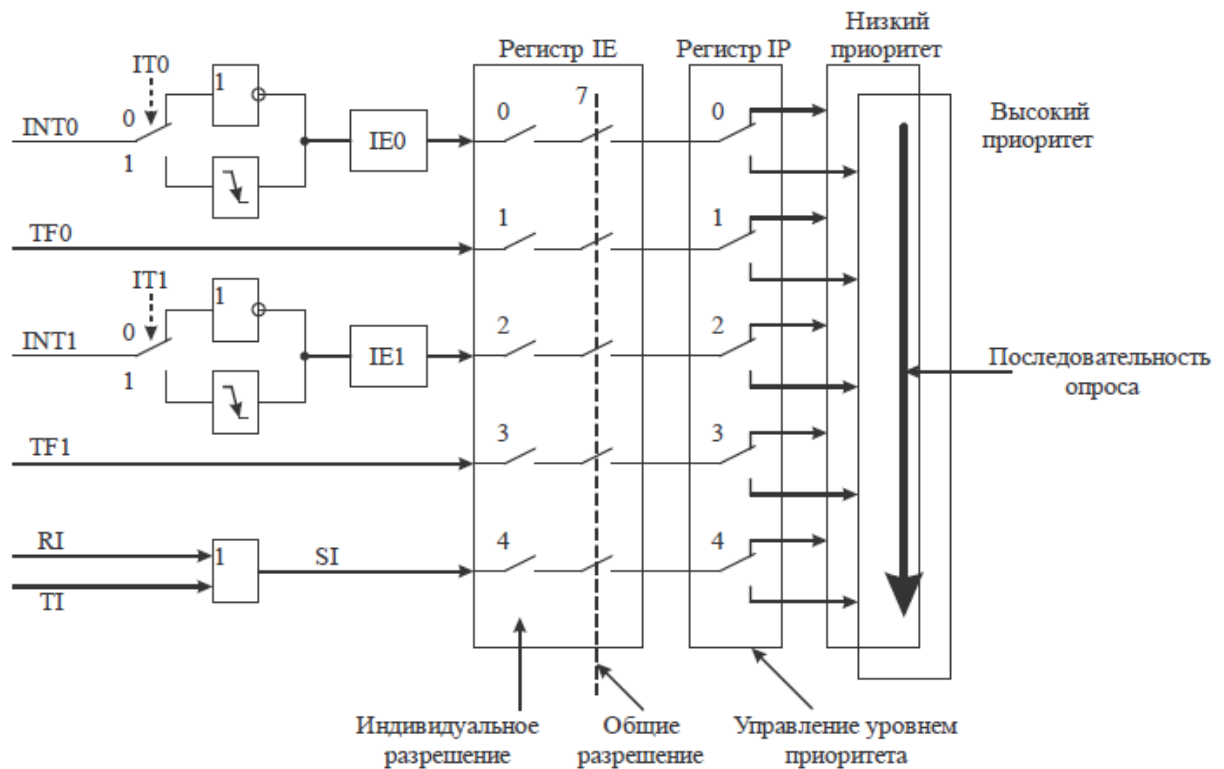 Низкий
приоритет
Регистр IE
Регистр IP
Высокий
приоритет
IT0
1
0
7
0
INT0
0
1
IE0
TF0
1
1
IT1
1
INT1
0
1
IE1
2
2
Последовательность
опроса
TF1
3
3
RI
TI
1
SI
4
4
Индивидуальное
разрешение
Общие
разрешение
Управление уровнем
приоритета